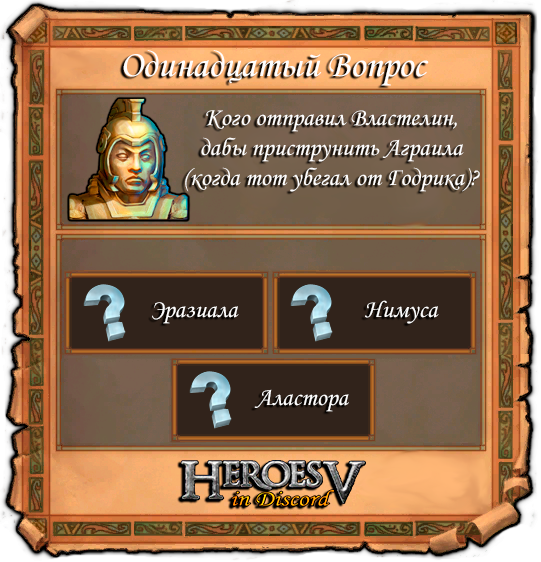 Одинадцатый Вопрос
Кого отправил Властелин,
дабы приструнить Аграила
(когда тот убегал от Годрика)?
Эразиала
Нимуса
Аластора
HEROES V
in Discord